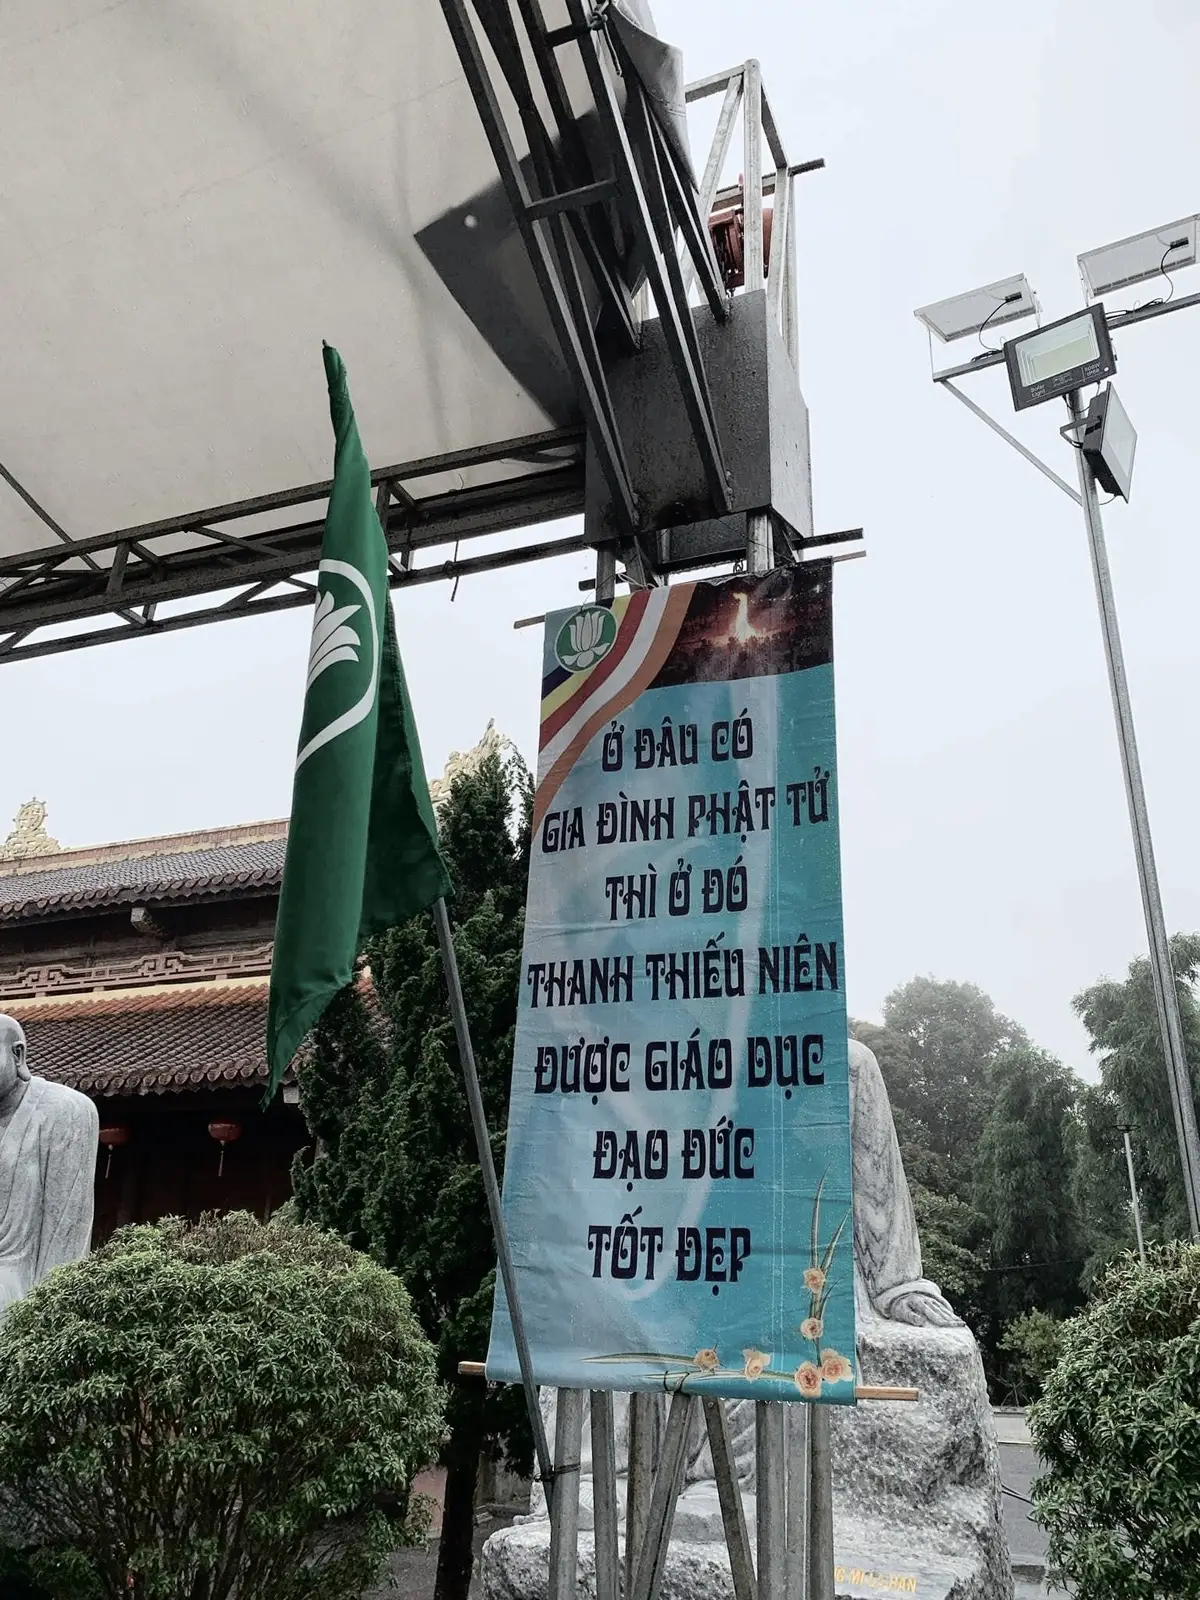 Ở ĐÂU CÓ
GIA ĐÌNH PHẬT TỬ
THÌ Ở ĐÓ
THANH THIẾU NIÊN
ĐƯỢC GIÁO DỤC
ĐẠO ĐỨC
TỐT ĐẸP